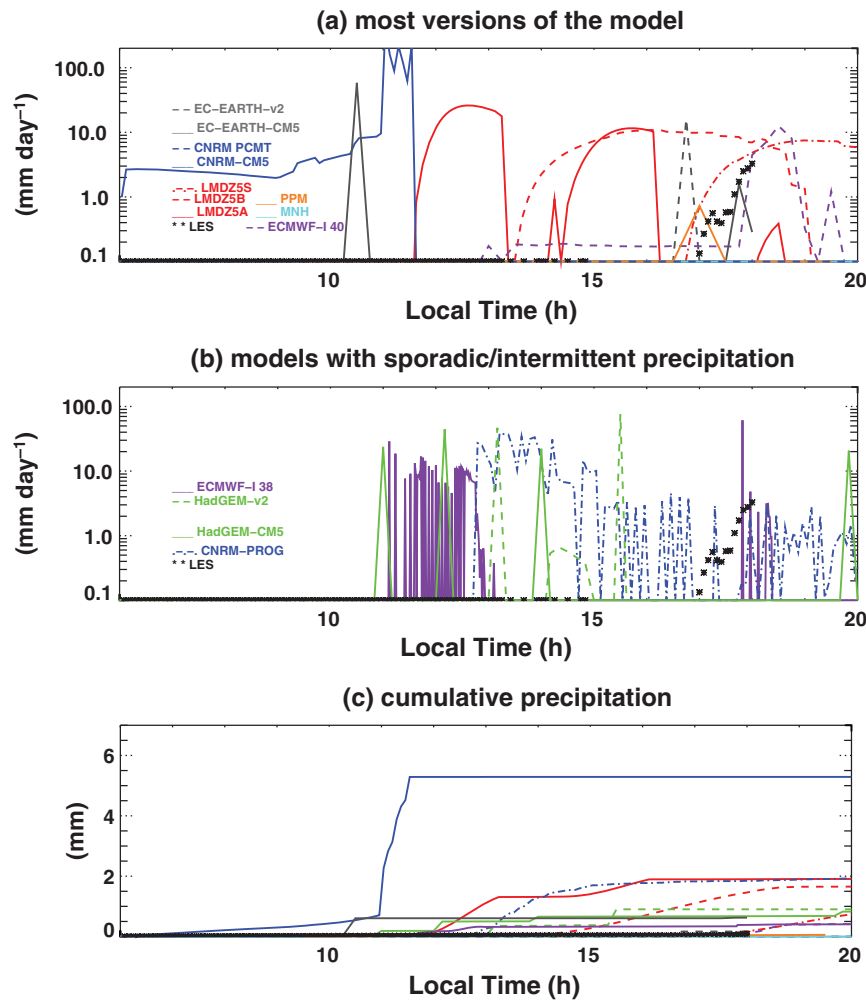 (a) most versions of the model
(mm day⁻¹)
100.0
10.0
1.0
0.1
EC−EARTH−v2
EC−EARTH−CM5
CNRM PCMT
CNRM−CM5
LMDZ5S
LMDZ5B PPM
LMDZ5A MNH
* * LES ECMWF−I 40
10 15 20
Local Time (h)
(b) models with sporadic/intermittent precipitation
(mm day⁻¹)
100.0
10.0
1.0
0.1
ECMWF−I 38
HadGEM−v2
HadGEM−CM5
CNRM−PROG
* * LES
10 15 20
Local Time (h)
(c) cumulative precipitation
(mm)
6
4
2
0
10 15 20
Local Time (h)